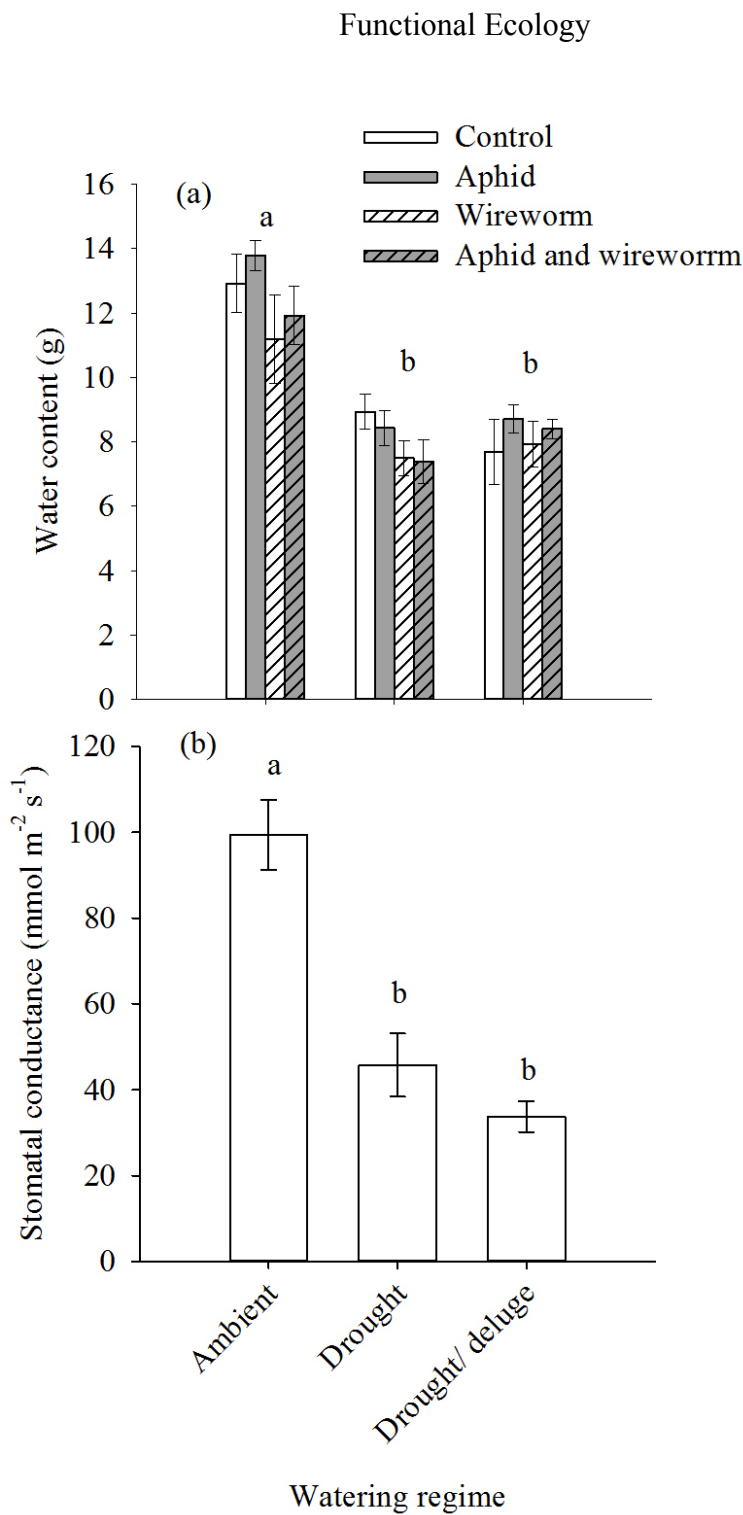 Functional Ecology
Control
Aphid
Wireworm
Aphid and wireworrm
(a)
a
b
b
16
14
12
10
8
6
4
2
0
Water content (g)
(b)
a
b
b
120
100
80
60
40
20
0
Stomatal conductance (mmol m⁻² s⁻¹)
Ambient
Drought
Drought/ deluge
Watering regime